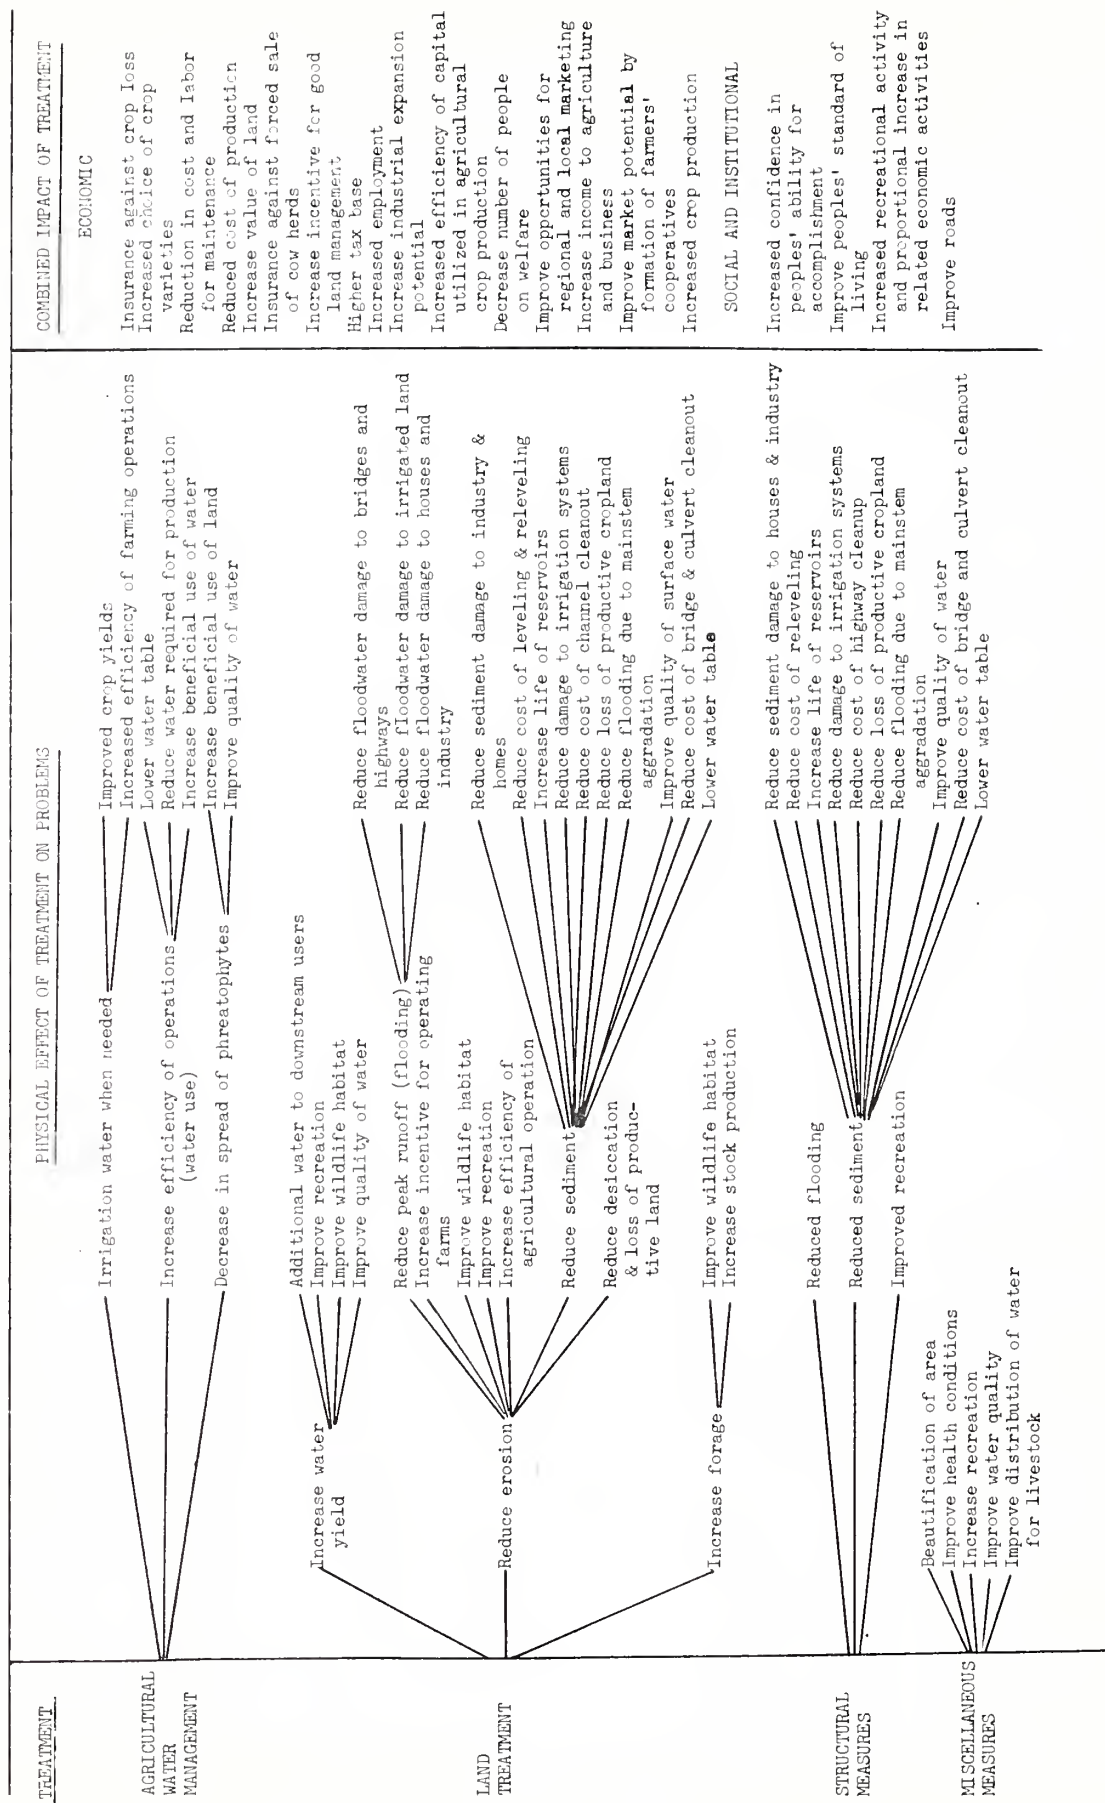 TREATMENT
PHYSICAL EFFECT OF TREATMENT ON PROBLEMS
COMBINED IMPACT OF TREATMENT
AGRICULTURAL
WATER
MANAGEMENT
Irrigation water when needed
Improved crop yields
Increased efficiency of farming operations
Increase efficiency of operations
(water use)
Lower water table
Reduce water required for production
Increase beneficial use of water
Decrease in spread of phreatophytes
Increase beneficial use of land
Improve quality of water
LAND
TREATMENT
Increase water
yield
Additional water to downstream users
Improve recreation
Improve wildlife habitat
Improve quality of water
Reduce erosion
Reduce peak runoff (flooding)
Reduce floodwater damage to bridges and
highways
Reduce floodwater damage to irrigated land
Reduce floodwater damage to houses and
industry
Increase incentive for operating
farms
Improve wildlife habitat
Improve recreation
Increase efficiency of
agricultural operation
Reduce sediment
Reduce sediment damage to industry &
homes
Reduce cost of leveling & releveling
Increase life of reservoirs
Reduce damage to irrigation systems
Reduce cost of channel cleanout
Reduce loss of productive cropland
Reduce flooding due to mainstem
aggradation
Improve quality of surface water
Reduce cost of bridge & culvert cleanout
Lower water table
Reduce desiccation
& loss of produc-
tive land
Increase forage
Improve wildlife habitat
Increase stock production
STRUCTURAL
MEASURES
Reduced flooding
Reduced sediment
Reduce sediment damage to houses & industry
Reduce cost of releveling
Increase life of reservoirs
Reduce damage to irrigation systems
Reduce cost of highway cleanup
Reduce loss of productive cropland
Reduce flooding due to mainstem
aggradation
Improve quality of water
Reduce cost of bridge and culvert cleanout
Lower water table
Improved recreation
MISCELLANEOUS
MEASURES
Beautification of area
Improve health conditions
Increase recreation
Improve water quality
Improve distribution of water
for livestock
ECONOMIC
Insurance against crop loss
Increased choice of crop
varieties
Reduction in cost and labor
for maintenance
Reduced cost of production
Increase value of land
Insurance against forced sale
of cow herds
Increase incentive for good
land management
Higher tax base
Increased employment
Increase industrial expansion
potential
Increased efficiency of capital
utilized in agricultural
crop production
Decrease number of people
on welfare
Improve opportunities for
regional and local marketing
Increase income to agriculture
and business
Improve market potential by
formation of farmers'
cooperatives
Increased crop production
SOCIAL AND INSTITUTIONAL
Increased confidence in
peoples' ability for
accomplishment
Improve peoples' standard of
living
Increased recreational activity
and proportional increase in
related economic activities
Improve roads